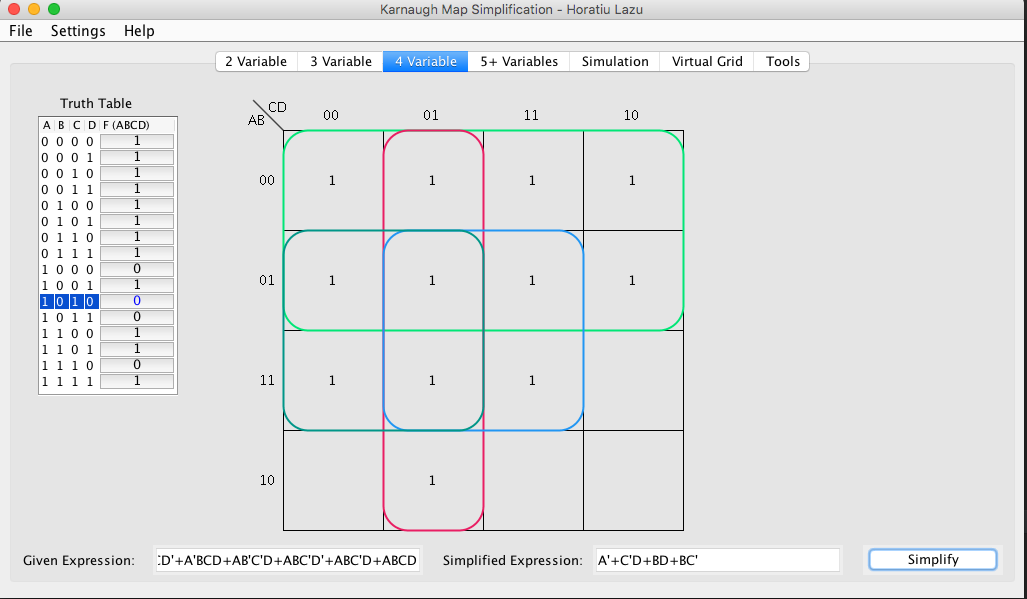 Karnaugh Map Simplification - Horatiu Lazu
File Settings Help
2 Variable 3 Variable 4 Variable 5+ Variables Simulation Virtual Grid Tools
Truth Table
A B C D F (ABCD)
0 0 0 0 1
0 0 0 1 1
0 0 1 0 1
0 0 1 1 1
0 1 0 0 1
0 1 0 1 1
0 1 1 0 1
0 1 1 1 1
1 0 0 0 0
1 0 0 1 1
1 0 1 0 0
1 0 1 1 0
1 1 0 0 1
1 1 0 1 1
1 1 1 0 0
1 1 1 1 1
CD
AB
00 01 11 10
00 1 1 1 1
01 1 1 1 1
11 1 1 1
10 1
Given Expression: CD'+A'BCD+AB'C'D+ABC'D'+ABC'D+ABCD Simplified Expression: A'+C'D+BD+BC' Simplify